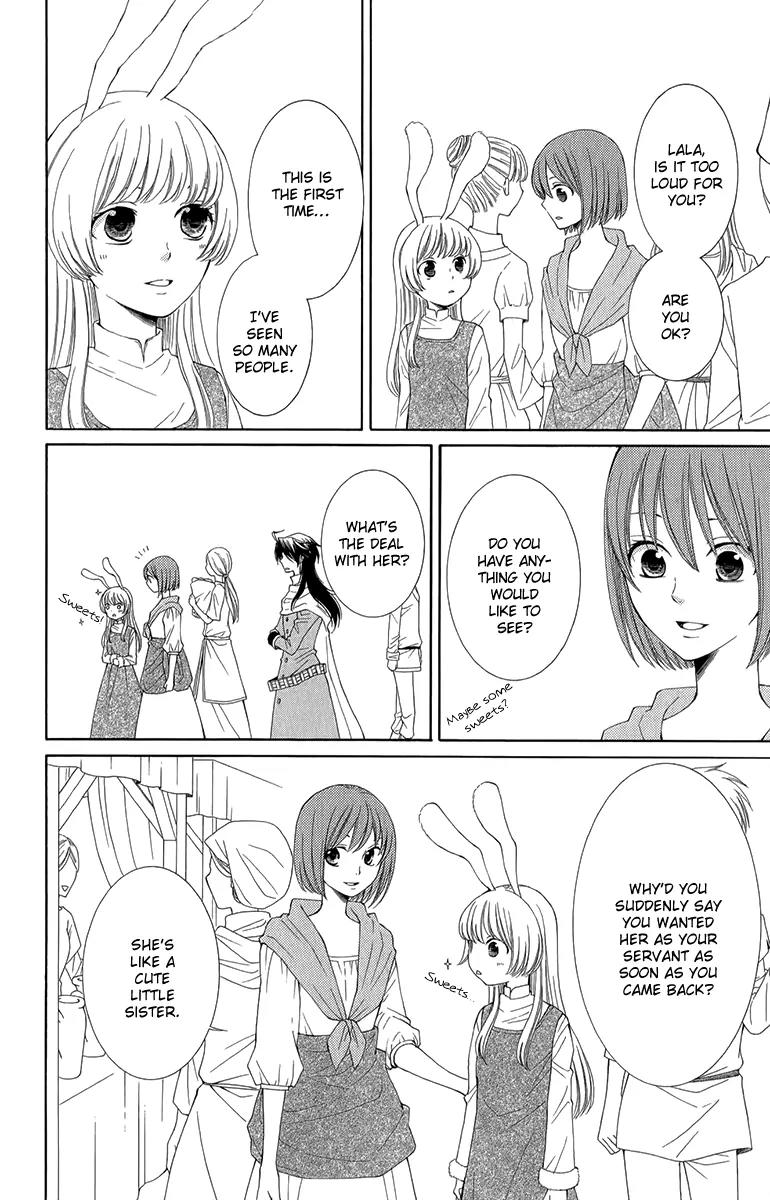 LALA,
IS IT TOO
LOUD FOR
YOU?
ARE
YOU
OK?
THIS IS
THE FIRST
TIME...
I'VE
SEEN
SO MANY
PEOPLE.
DO YOU
HAVE ANY-
THING YOU
WOULD
LIKE TO
SEE?
Maybe some
sweets?
WHAT'S
THE DEAL
WITH HER?
Sweets!
WHY'D YOU
SUDDENLY SAY
YOU WANTED
HER AS YOUR
SERVANT AS
SOON AS YOU
CAME BACK?
Sweets...
SHE'S
LIKE A
CUTE
LITTLE
SISTER.